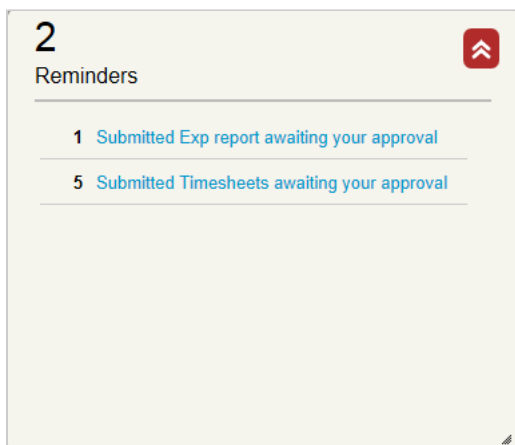 2
Reminders
1 Submitted Exp report awaiting your approval
5 Submitted Timesheets awaiting your approval